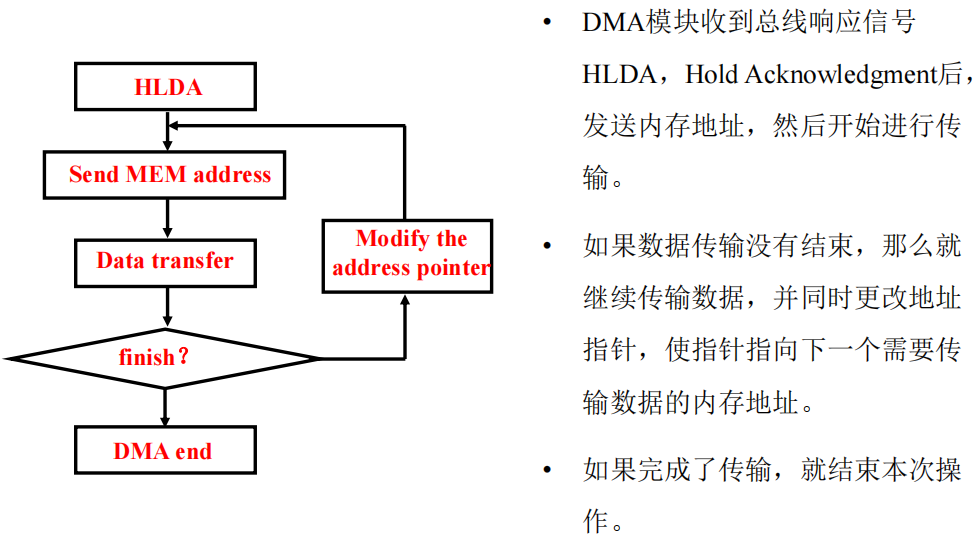 HLDA
Send MEM address
Data transfer
Modify the
address pointer
finish？
DMA end
• DMA模块收到总线响应信号
HLDA，Hold Acknowledgment后，
发送内存地址，然后开始进行传
输。
• 如果数据传输没有结束，那么就
继续传输数据，并同时更改地址
指针，使指针指向下一个需要传
输数据的内存地址。
• 如果完成了传输，就结束本次操
作。